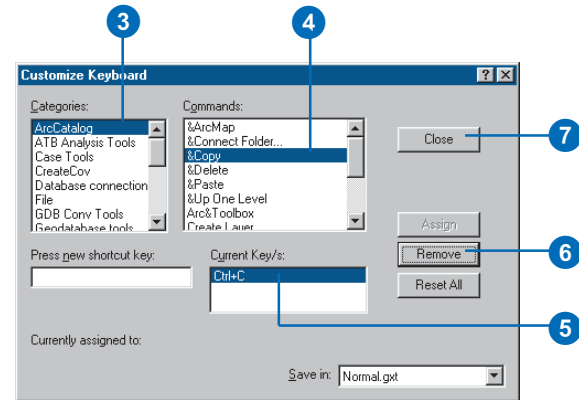 3
4
Customize Keyboard
Categories:
Commands:
ArcCatalog
ATB Analysis Tools
Case Tools
CreateCov
Database connection
File
GDB Conv Tools
Geodatabase tools
&ArcMap
&Connect Folder...
&Copy
&Delete
&Paste
&Up One Level
Arc&Toolbox
Create Layer
Close
7
Assign
Press new shortcut key:
Current Key/s:
Remove
6
Ctrl+C
Reset All
5
Currently assigned to:
Save in:
Normal.gxt